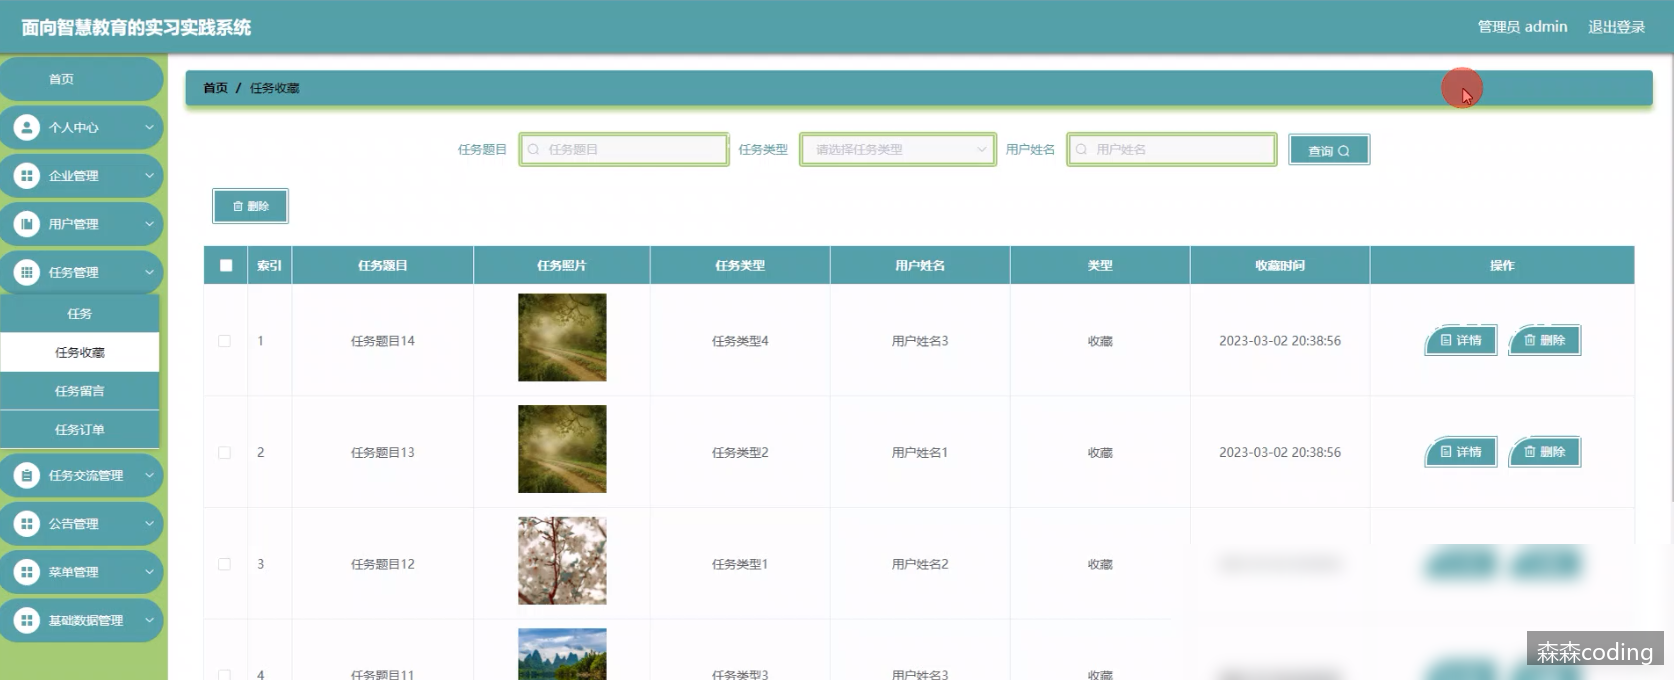 面向智慧教育的实习实践系统
管理员 admin 退出登录
首页
个人中心
企业管理
用户管理
任务管理
任务
任务收藏
任务留言
任务订单
任务交流管理
公告管理
菜单管理
基础数据管理
首页 / 任务收藏
任务题目 任务题目 任务类型 请选择任务类型 用户姓名 用户姓名 查询
删除
索引 任务题目 任务照片 任务类型 用户姓名 类型 收藏时间 操作
1 任务题目14 任务类型4 用户姓名3 收藏 2023-03-02 20:38:56 详情 删除
2 任务题目13 任务类型2 用户姓名1 收藏 2023-03-02 20:38:56 详情 删除
3 任务题目12 任务类型1 用户姓名2 收藏
4 任务题目11 任务类型3 用户姓名3 收藏
森森coding